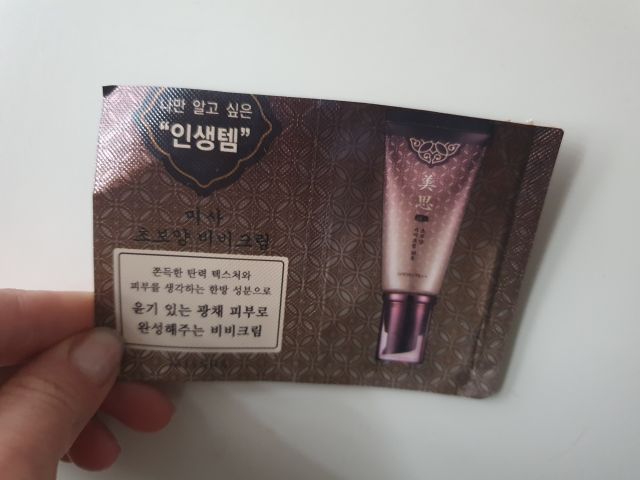 나만 알고 싶은
“인생템”
미사
초보양 비비크림
쫀득한 탄력 텍스쳐와
피부를 생각하는 한방 성분으로
윤기 있는 광채 피부로
완성해주는 비비크림
美
思